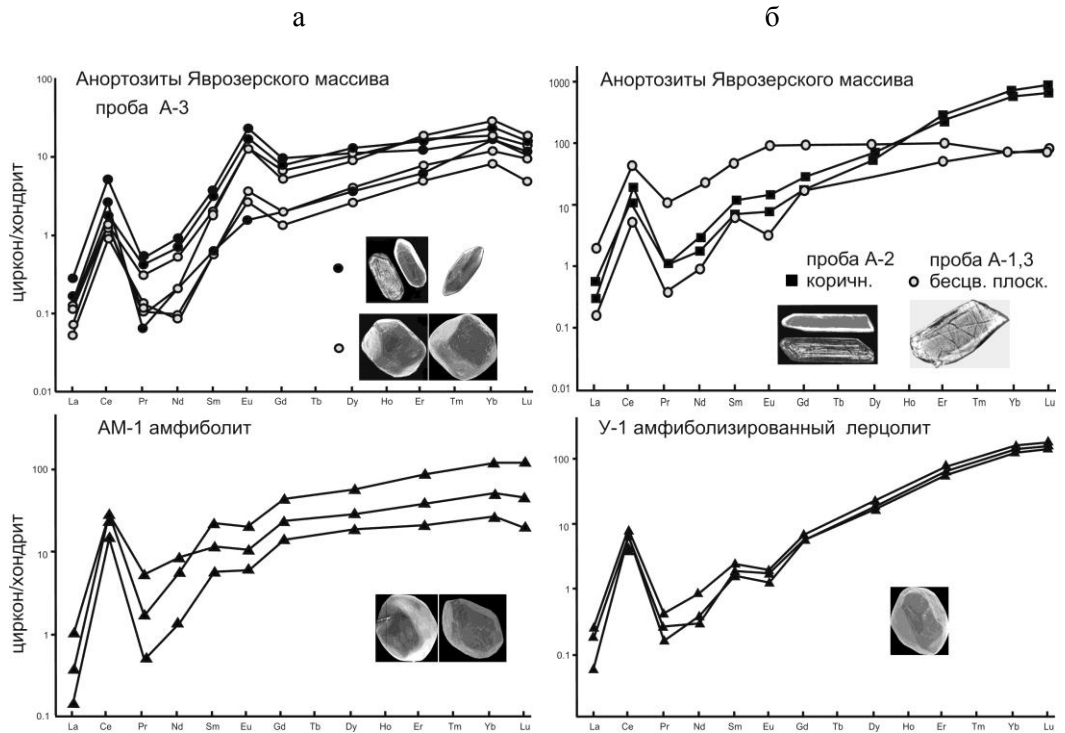 а
б
Анортозиты Яврозерского массива
проба А-3
100
10
1
0.1
0.01
циркон/хондрит
La Ce Pr Nd Sm Eu Gd Tb Dy Ho Er Tm Yb Lu
Анортозиты Яврозерского массива
1000
100
10
1
0.1
0.01
проба А-2 проба А-1,3
коричн. бесцв. плоск.
La Ce Pr Nd Sm Eu Gd Tb Dy Ho Er Tm Yb Lu
АМ-1 амфиболит
100
10
1
0.1
циркон/хондрит
La Ce Pr Nd Sm Eu Gd Tb Dy Ho Er Tm Yb Lu
У-1 амфиболизированный лерцолит
100
10
1
0.1
La Ce Pr Nd Sm Eu Gd Tb Dy Ho Er Tm Yb Lu